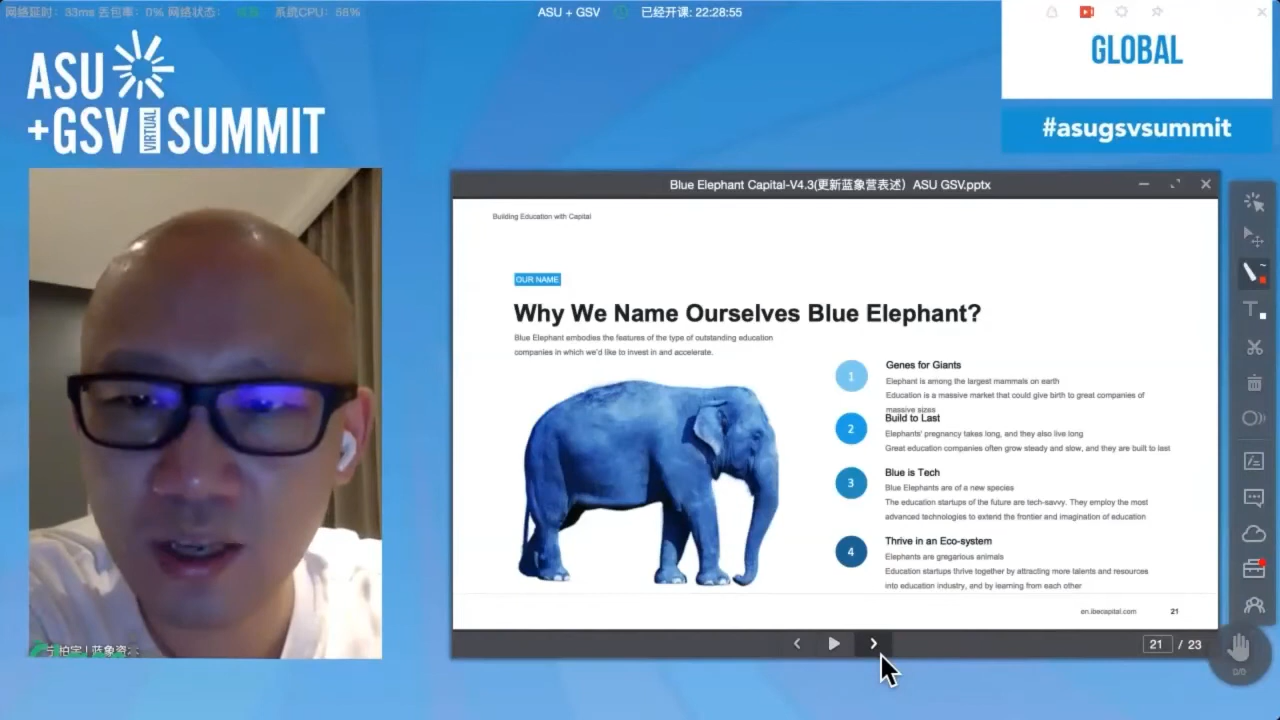 网络延时: 33ms 丢包率: 0% 网络状态: 系统CPU: 56%
ASU + GSV 已经开课: 22:28:55
ASU
+GSV VIRTUAL SUMMIT
GLOBAL
#asugsvsummit
Blue Elephant Capital-V4.3(更新蓝象营表述) ASU GSV.pptx
Building Education with Capital
OUR NAME
Why We Name Ourselves Blue Elephant?
Blue Elephant embodies the features of the type of outstanding education
companies in which we'd like to invest in and accelerate.
1
Genes for Giants
Elephant is among the largest mammals on earth
Education is a massive market that could give birth to great companies of
massive sizes
2
Build to Last
Elephants' pregnancy takes long, and they also live long
Great education companies often grow steady and slow, and they are built to last
3
Blue is Tech
Blue Elephants are of a new species
The education startups of the future are tech-savvy. They employ the most
advanced technologies to extend the frontier and imagination of education
4
Thrive in an Eco-system
Elephants are gregarious animals
Education startups thrive together by attracting more talents and resources
into education industry, and by learning from each other
en.ibecapital.com 21
21 / 23
宁柏宇 | 蓝象资
0/0